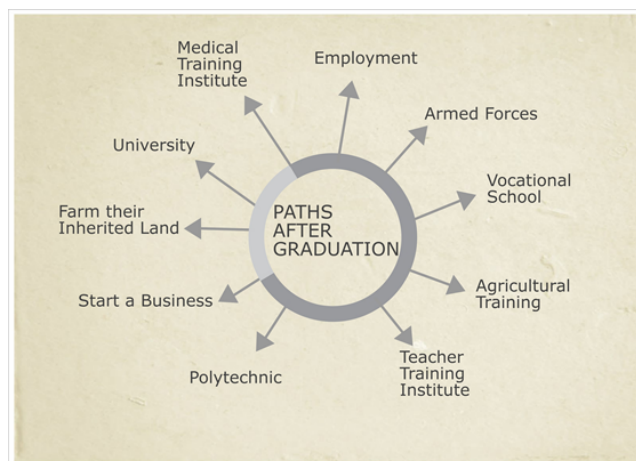 Medical
Training
Institute
Employment
Armed Forces
University
Vocational
School
Farm their
Inherited Land
PATHS
AFTER
GRADUATION
Start a Business
Agricultural
Training
Polytechnic
Teacher
Training
Institute